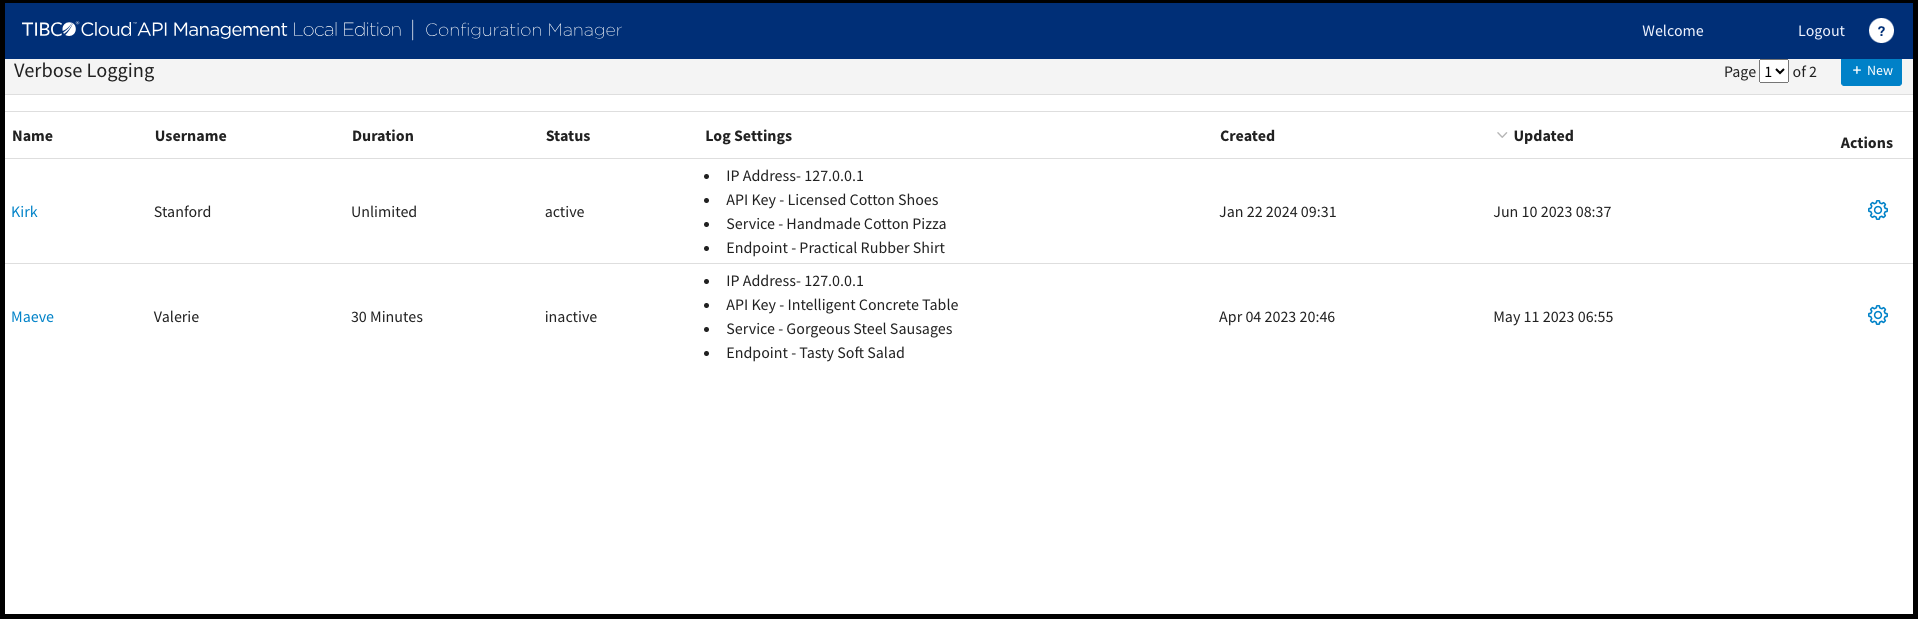 TIBCO Cloud™ API Management Local Edition | Configuration Manager Welcome Logout ?
Verbose Logging Page 1 of 2 + New
Name Username Duration Status Log Settings Created Updated Actions
Kirk Stanford Unlimited active
• IP Address- 127.0.0.1
• API Key - Licensed Cotton Shoes
• Service - Handmade Cotton Pizza
• Endpoint - Practical Rubber Shirt
Jan 22 2024 09:31 Jun 10 2023 08:37
Maeve Valerie 30 Minutes inactive
• IP Address- 127.0.0.1
• API Key - Intelligent Concrete Table
• Service - Gorgeous Steel Sausages
• Endpoint - Tasty Soft Salad
Apr 04 2023 20:46 May 11 2023 06:55